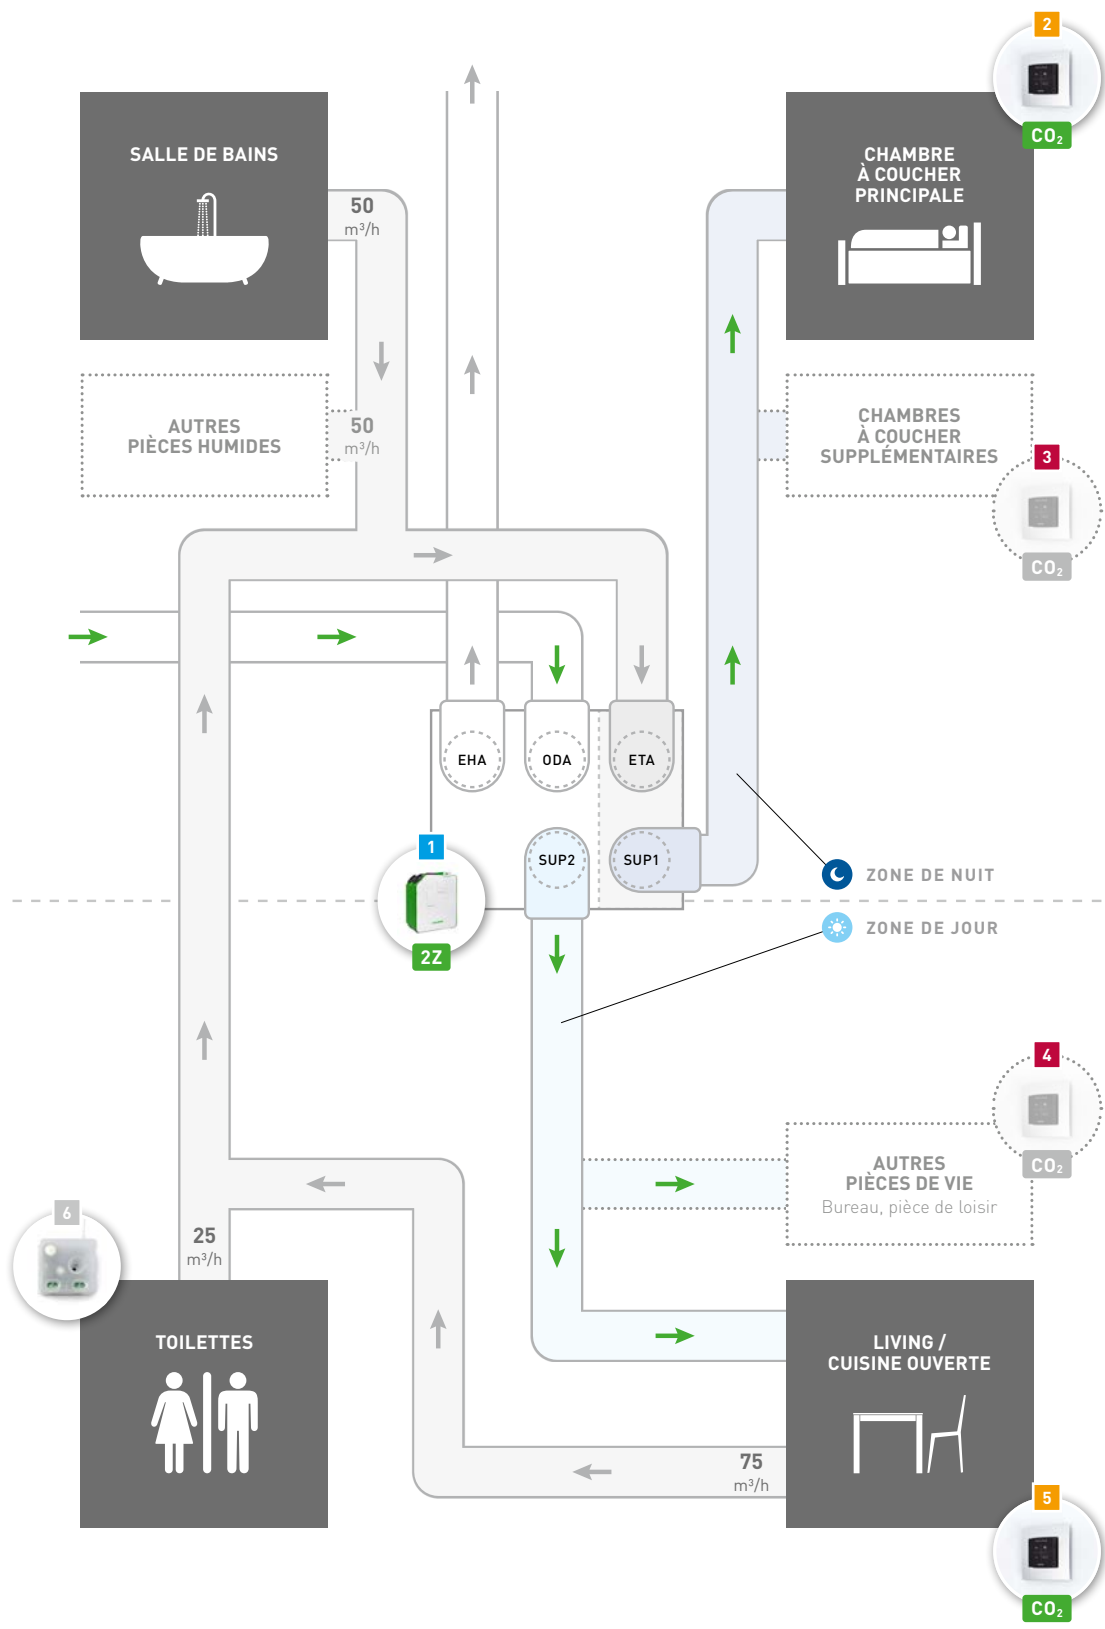 2
CO₂
SALLE DE BAINS
50
m³/h
CHAMBRE
À COUCHER
PRINCIPALE
AUTRES
PIÈCES HUMIDES
50
m³/h
CHAMBRES
À COUCHER
SUPPLÉMENTAIRES
3
CO₂
EHA
ODA
ETA
SUP2
SUP1
1
2Z
ZONE DE NUIT
ZONE DE JOUR
4
CO₂
AUTRES
PIÈCES DE VIE
Bureau, pièce de loisir
6
25
m³/h
TOILETTES
LIVING /
CUISINE OUVERTE
75
m³/h
5
CO₂